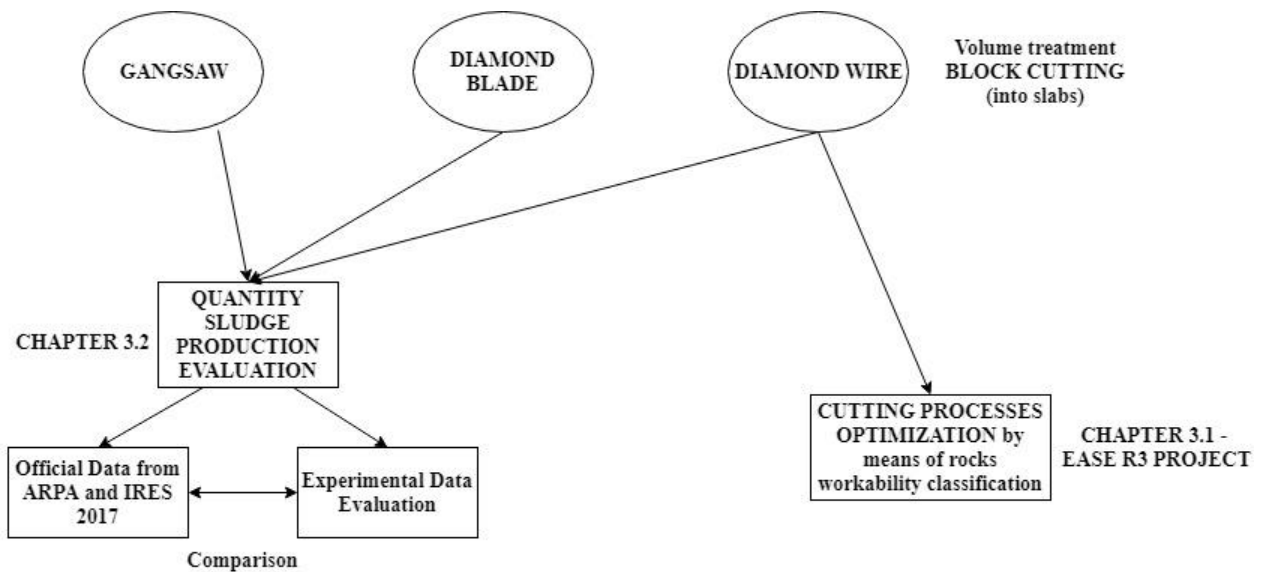 GANGSAW
DIAMOND
BLADE
DIAMOND WIRE
Volume treatment
BLOCK CUTTING
(into slabs)
CHAPTER 3.2
QUANTITY
SLUDGE
PRODUCTION
EVALUATION
CUTTING PROCESSES
OPTIMIZATION by
means of rocks
workability classification
CHAPTER 3.1 -
EASE R3 PROJECT
Official Data from
ARPA and IRES
2017
Experimental Data
Evaluation
Comparison